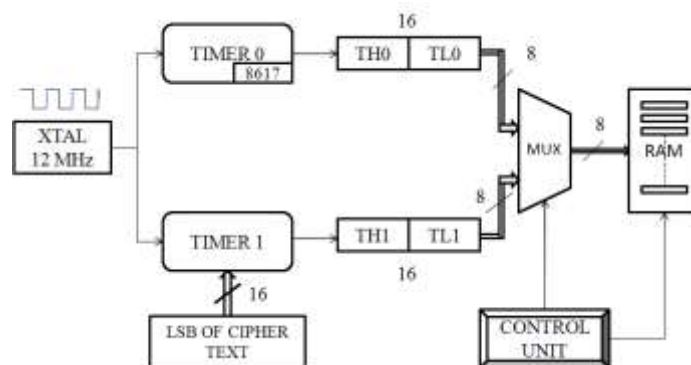 16
TIMER 0
TH0 TL0
8617
8
XTAL
12 MHz
MUX
8
RAM
8
TIMER 1
TH1 TL1
16
16
LSB OF CIPHER
TEXT
CONTROL
UNIT